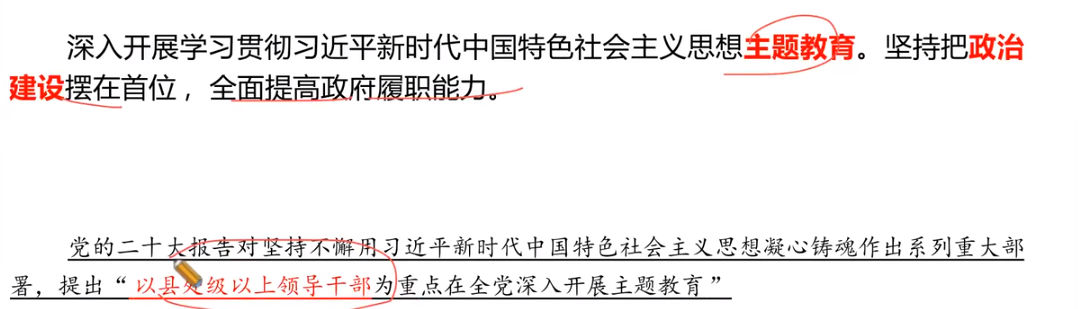 深入开展学习贯彻习近平新时代中国特色社会主义思想主题教育。坚持把政治
建设摆在首位，全面提高政府履职能力。
党的二十大报告对坚持不懈用习近平新时代中国特色社会主义思想凝心铸魂作出系列重大部
署，提出“以县处级以上领导干部为重点在全党深入开展主题教育”